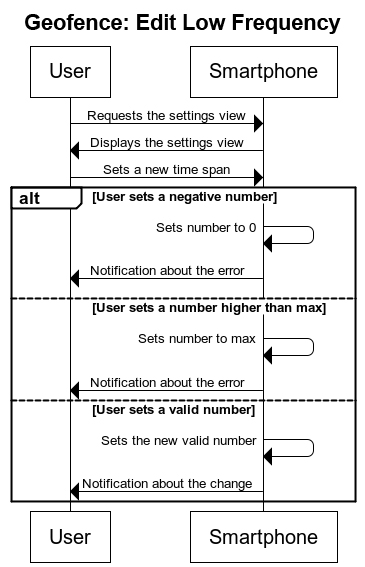 Geofence: Edit Low Frequency
User
Smartphone
Requests the settings view
Displays the settings view
Sets a new time span
alt
[User sets a negative number]
Sets number to 0
Notification about the error
[User sets a number higher than max]
Sets number to max
Notification about the error
[User sets a valid number]
Sets the new valid number
Notification about the change
User
Smartphone